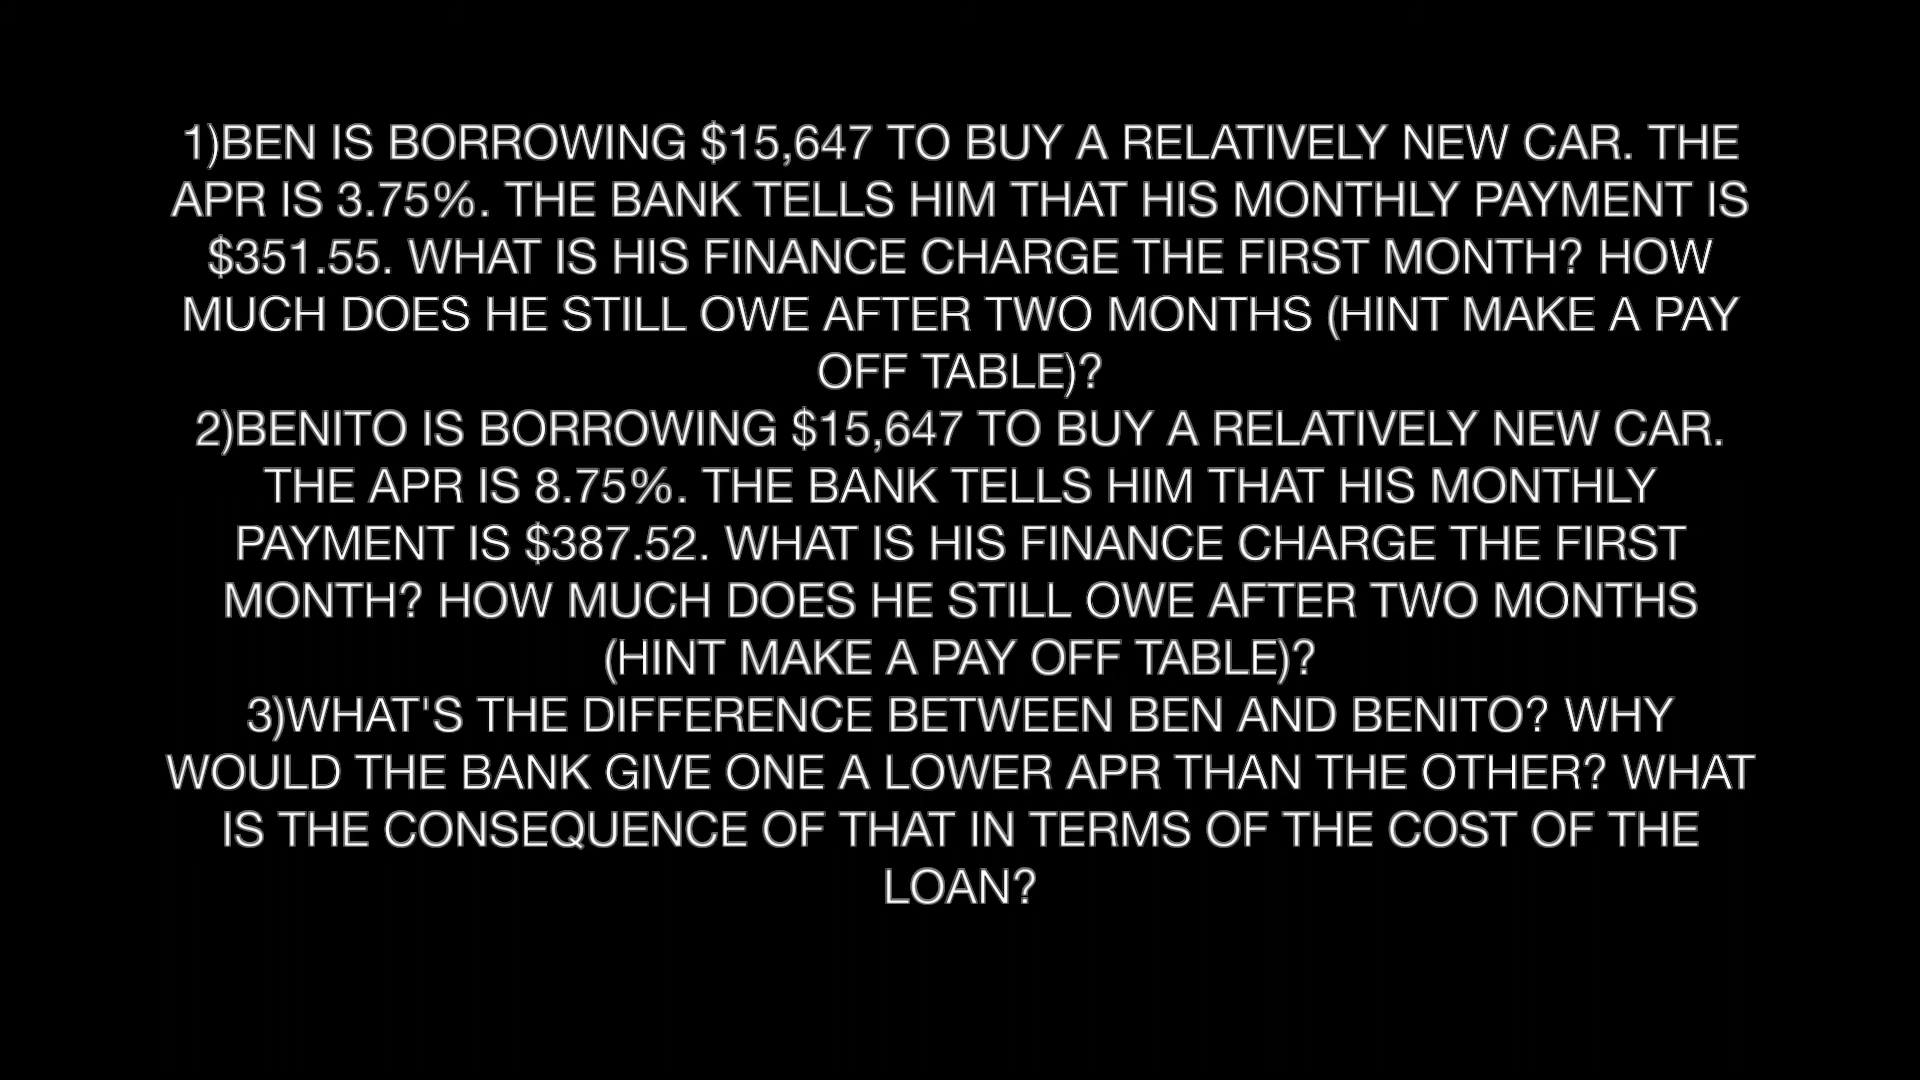 1)BEN IS BORROWING $15,647 TO BUY A RELATIVELY NEW CAR. THE
APR IS 3.75%. THE BANK TELLS HIM THAT HIS MONTHLY PAYMENT IS
$351.55. WHAT IS HIS FINANCE CHARGE THE FIRST MONTH? HOW
MUCH DOES HE STILL OWE AFTER TWO MONTHS (HINT MAKE A PAY
OFF TABLE)?
2)BENITO IS BORROWING $15,647 TO BUY A RELATIVELY NEW CAR.
THE APR IS 8.75%. THE BANK TELLS HIM THAT HIS MONTHLY
PAYMENT IS $387.52. WHAT IS HIS FINANCE CHARGE THE FIRST
MONTH? HOW MUCH DOES HE STILL OWE AFTER TWO MONTHS
(HINT MAKE A PAY OFF TABLE)?
3)WHAT'S THE DIFFERENCE BETWEEN BEN AND BENITO? WHY
WOULD THE BANK GIVE ONE A LOWER APR THAN THE OTHER? WHAT
IS THE CONSEQUENCE OF THAT IN TERMS OF THE COST OF THE
LOAN?